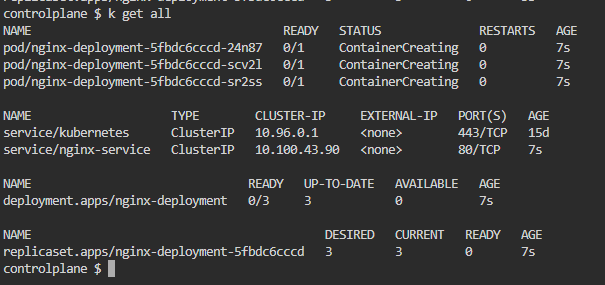 controlplane $ k get all
NAME READY STATUS RESTARTS AGE
pod/nginx-deployment-5fbdc6cccd-24n87 0/1 ContainerCreating 0 7s
pod/nginx-deployment-5fbdc6cccd-scv2l 0/1 ContainerCreating 0 7s
pod/nginx-deployment-5fbdc6cccd-sr2ss 0/1 ContainerCreating 0 7s
NAME TYPE CLUSTER-IP EXTERNAL-IP PORT(S) AGE
service/kubernetes ClusterIP 10.96.0.1 <none> 443/TCP 15d
service/nginx-service ClusterIP 10.100.43.90 <none> 80/TCP 7s
NAME READY UP-TO-DATE AVAILABLE AGE
deployment.apps/nginx-deployment 0/3 3 0 7s
NAME DESIRED CURRENT READY AGE
replicaset.apps/nginx-deployment-5fbdc6cccd 3 3 0 7s
controlplane $